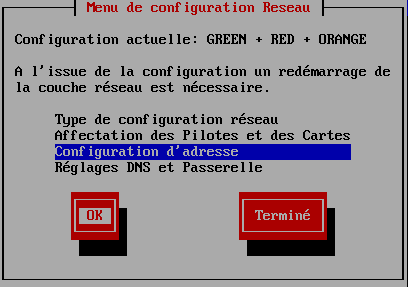 Menu de configuration Reseau
Configuration actuelle: GREEN + RED + ORANGE
A l'issue de la configuration un redémarrage de
la couche réseau est nécessaire.
Type de configuration réseau
Affectation des Pilotes et des Cartes
Configuration d'adresse
Réglages DNS et Passerelle
OK
Terminé